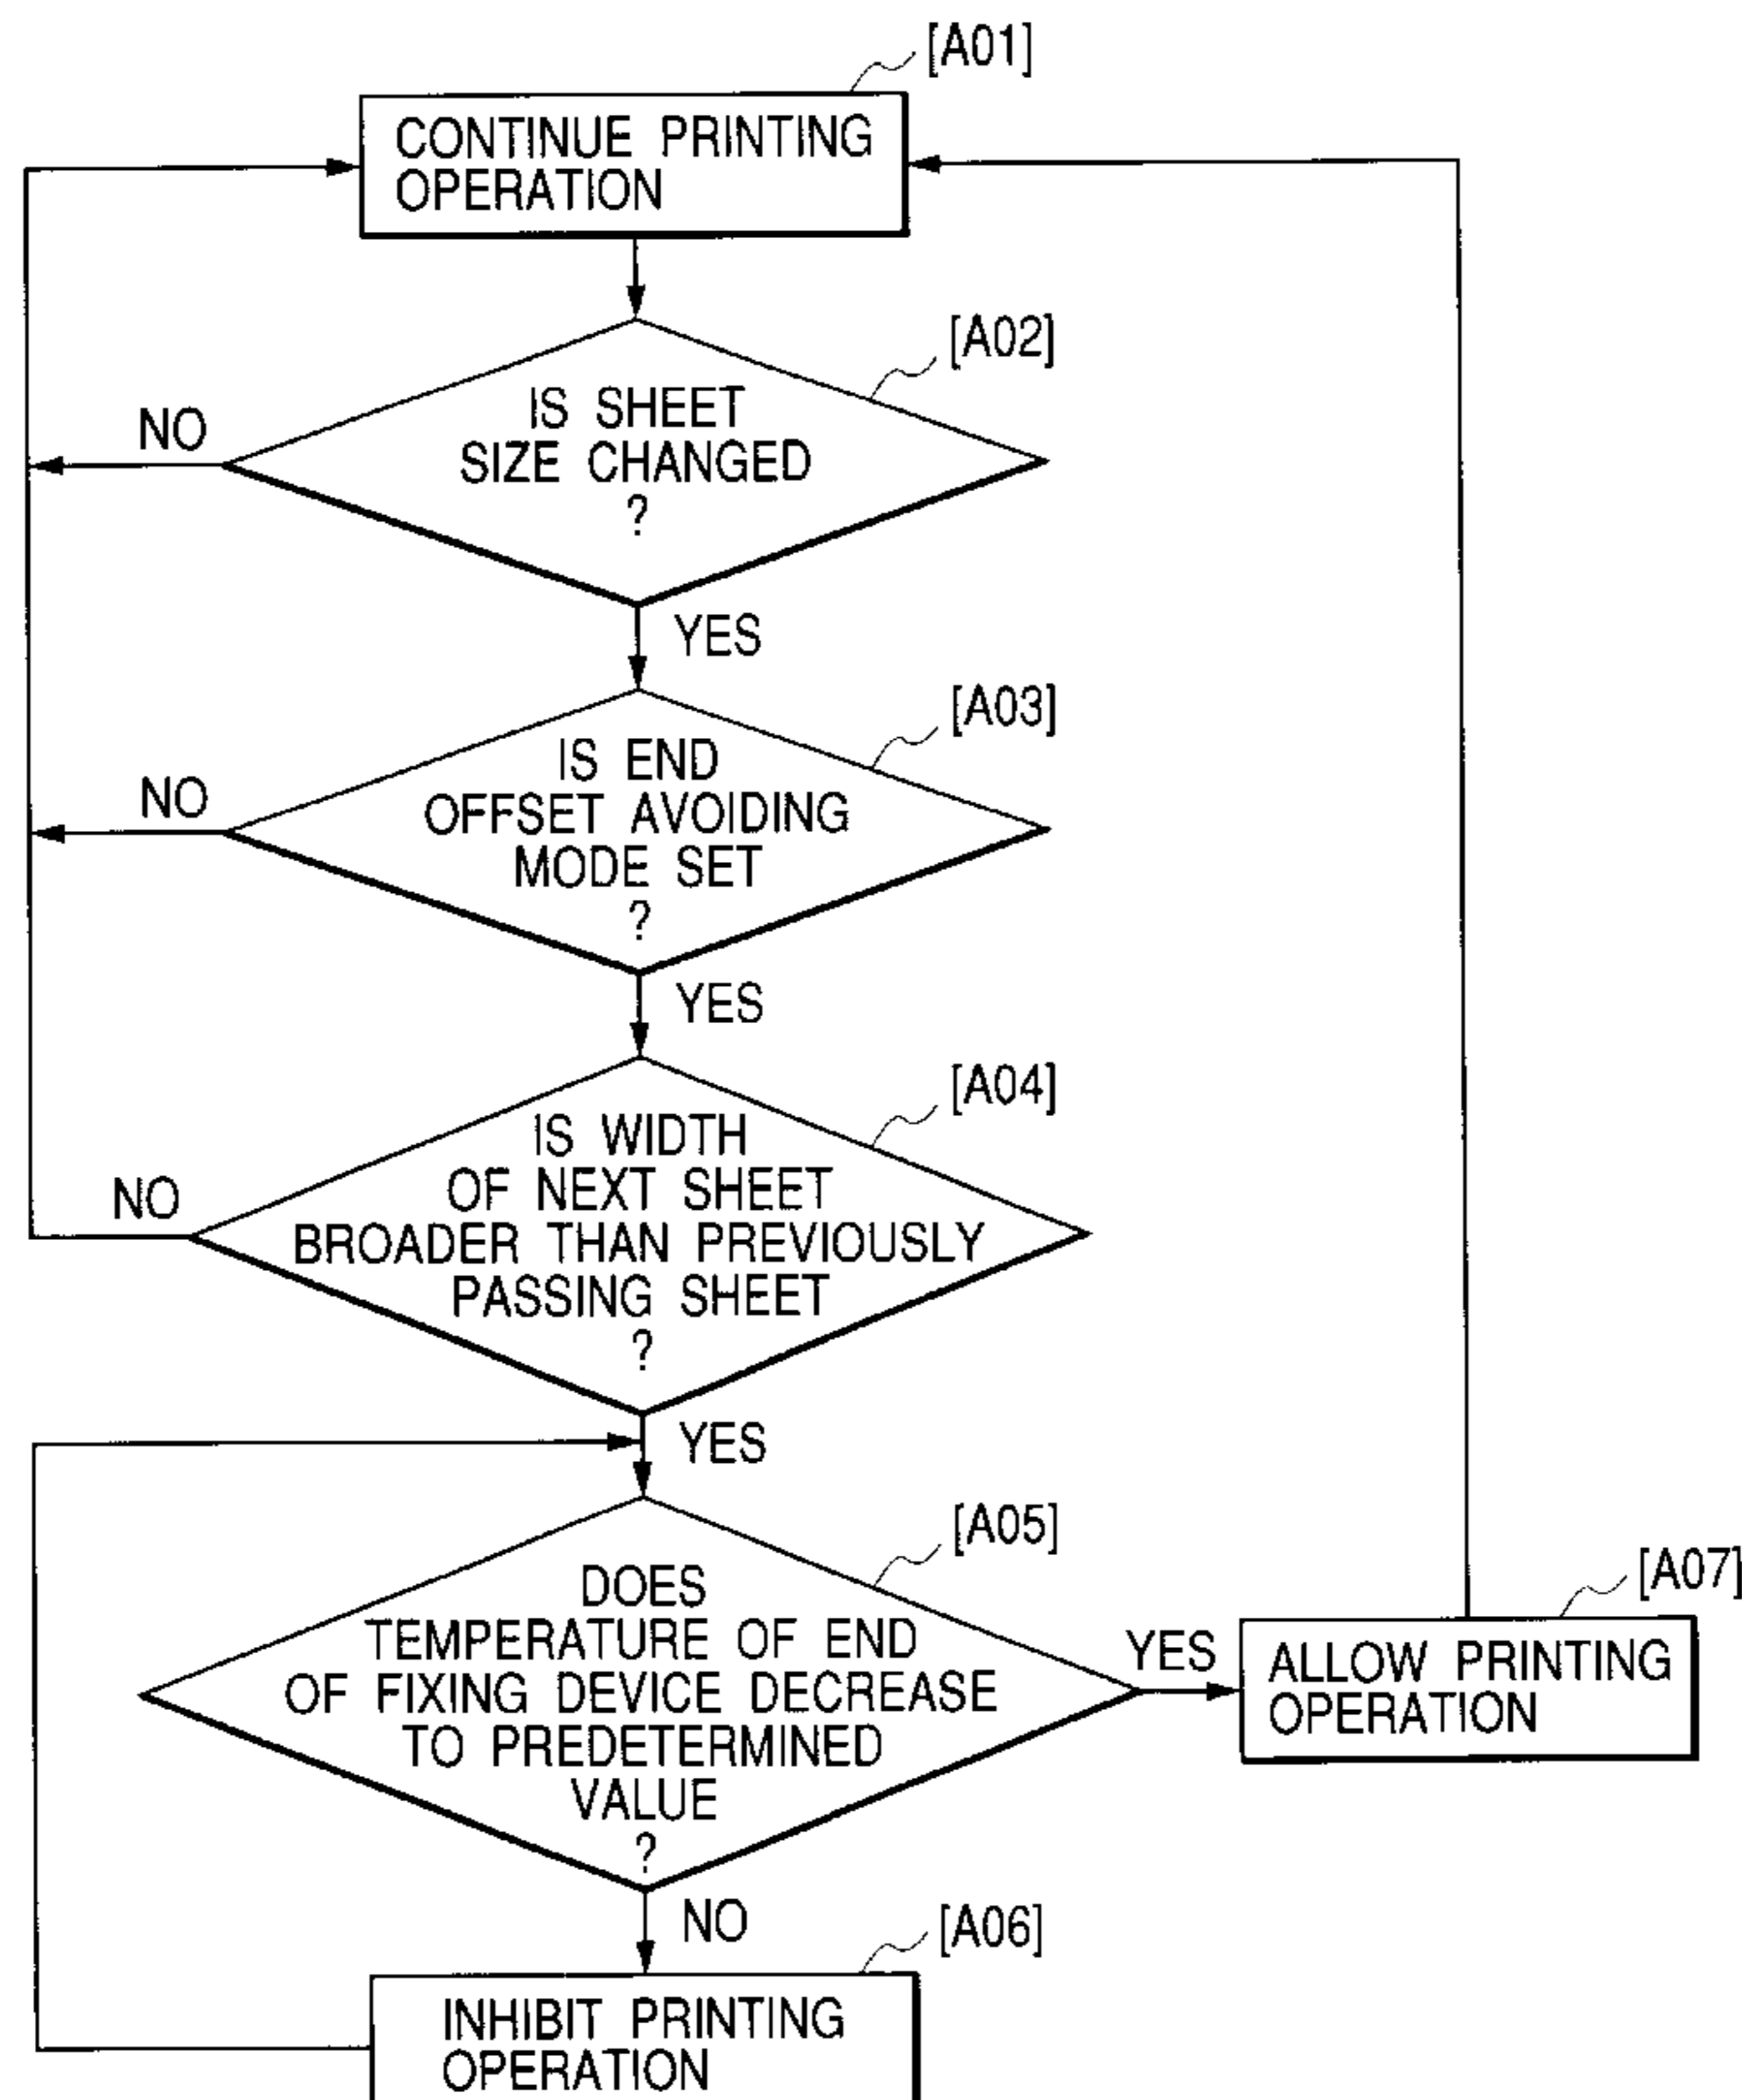 [A01]
CONTINUE PRINTING
OPERATION
[A02]
IS SHEET
SIZE CHANGED
?
NO
YES
[A03]
IS END
OFFSET AVOIDING
MODE SET
?
NO
YES
[A04]
IS WIDTH
OF NEXT SHEET
BROADER THAN PREVIOUSLY
PASSING SHEET
?
NO
YES
[A05]
DOES
TEMPERATURE OF END
OF FIXING DEVICE DECREASE
TO PREDETERMINED
VALUE
?
YES
[A07]
ALLOW PRINTING
OPERATION
NO
[A06]
INHIBIT PRINTING
OPERATION